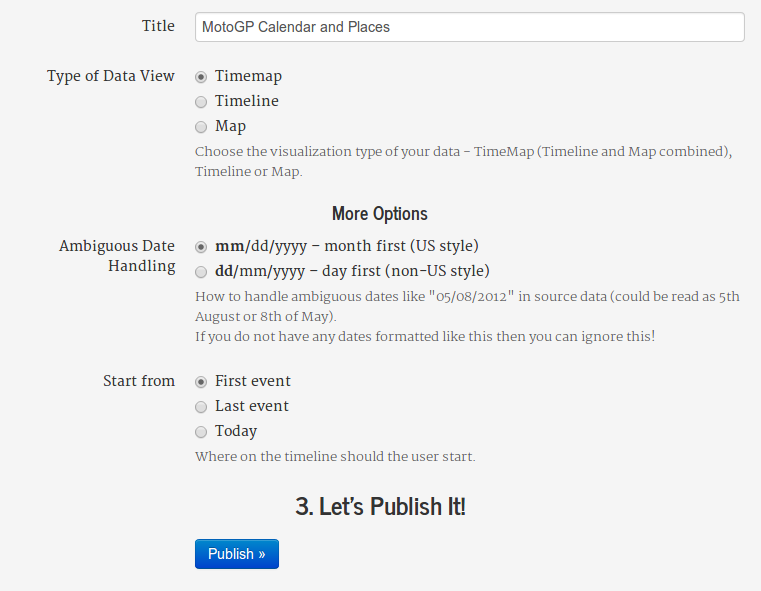 Title MotoGP Calendar and Places
Type of Data View Timemap
Timeline
Map
Choose the visualization type of your data - TimeMap (Timeline and Map combined),
Timeline or Map.
More Options
Ambiguous Date mm/dd/yyyy – month first (US style)
Handling dd/mm/yyyy – day first (non-US style)
How to handle ambiguous dates like "05/08/2012" in source data (could be read as 5th
August or 8th of May).
If you do not have any dates formatted like this then you can ignore this!
Start from First event
Last event
Today
Where on the timeline should the user start.
3. Let's Publish It!
Publish »